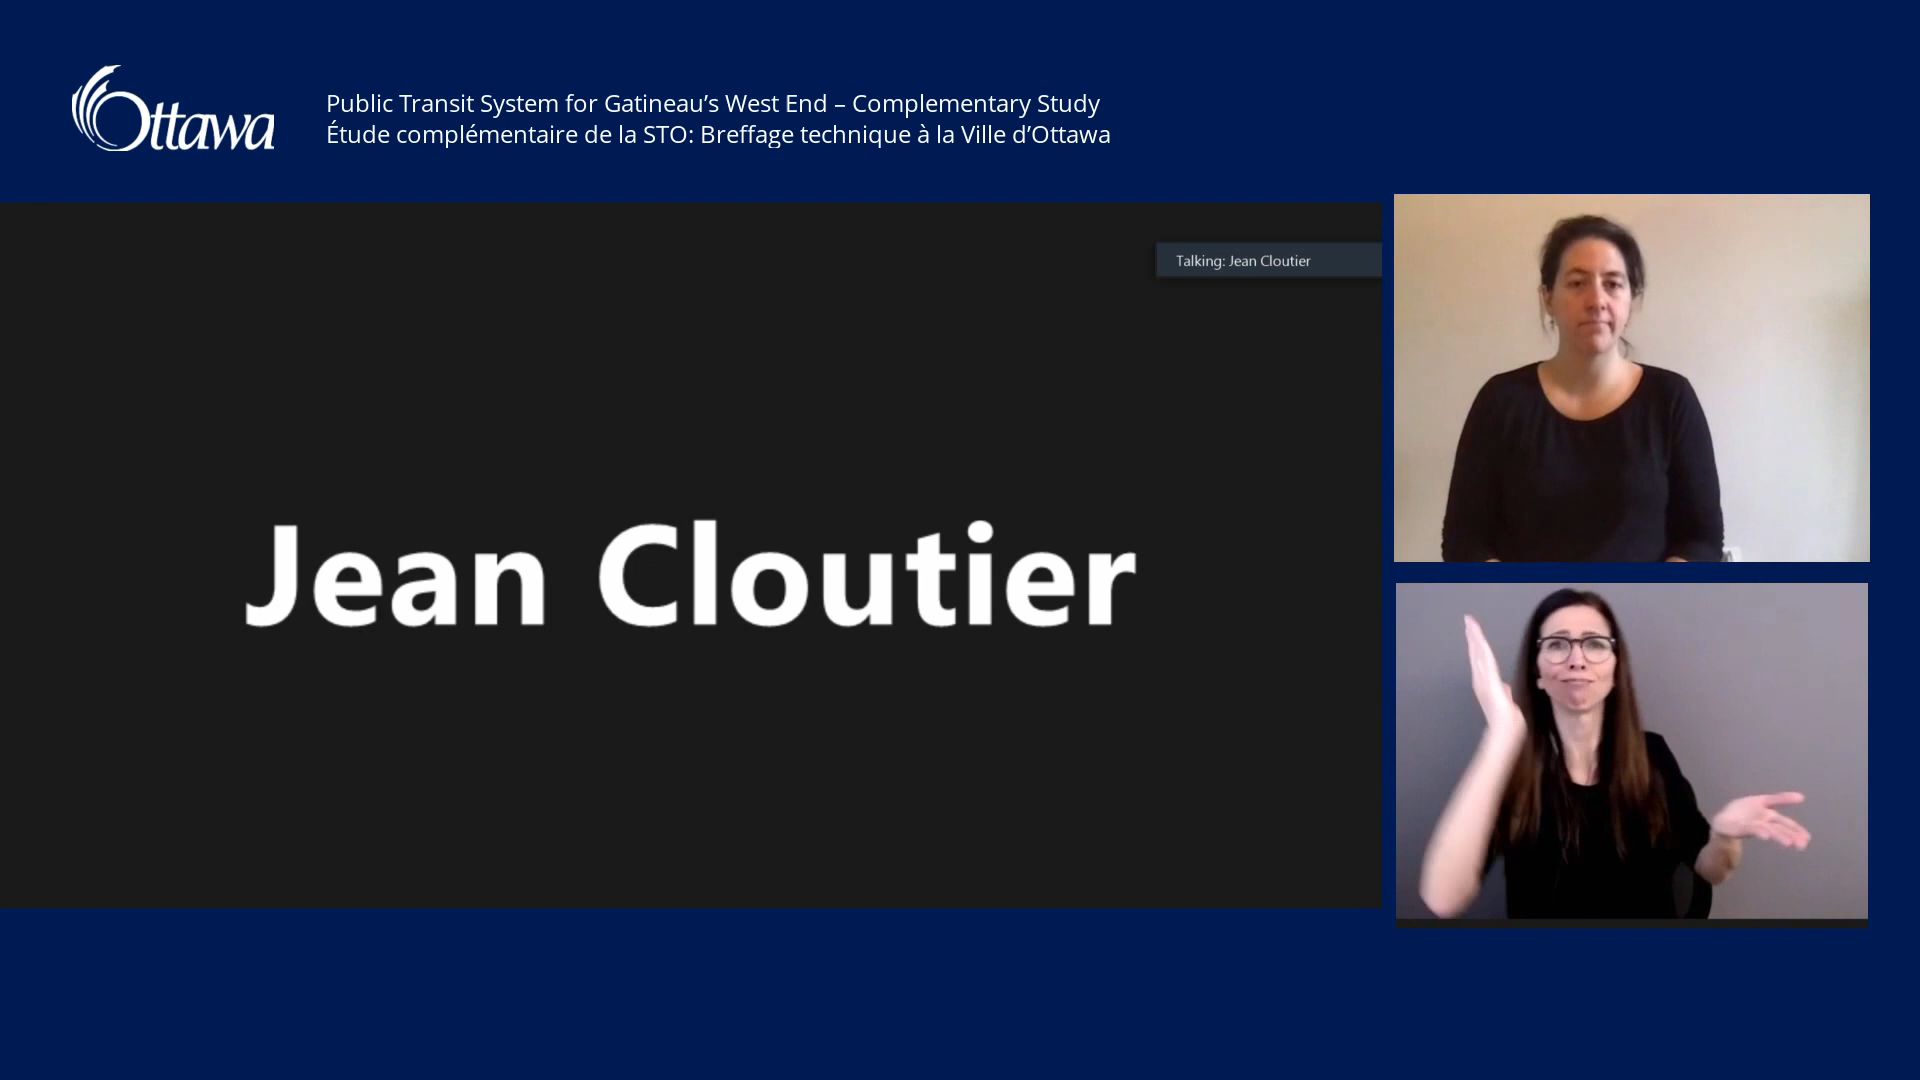 Ottawa
Public Transit System for Gatineau’s West End – Complementary Study
Étude complémentaire de la STO: Breffage technique à la Ville d’Ottawa
Talking: Jean Cloutier
Jean Cloutier